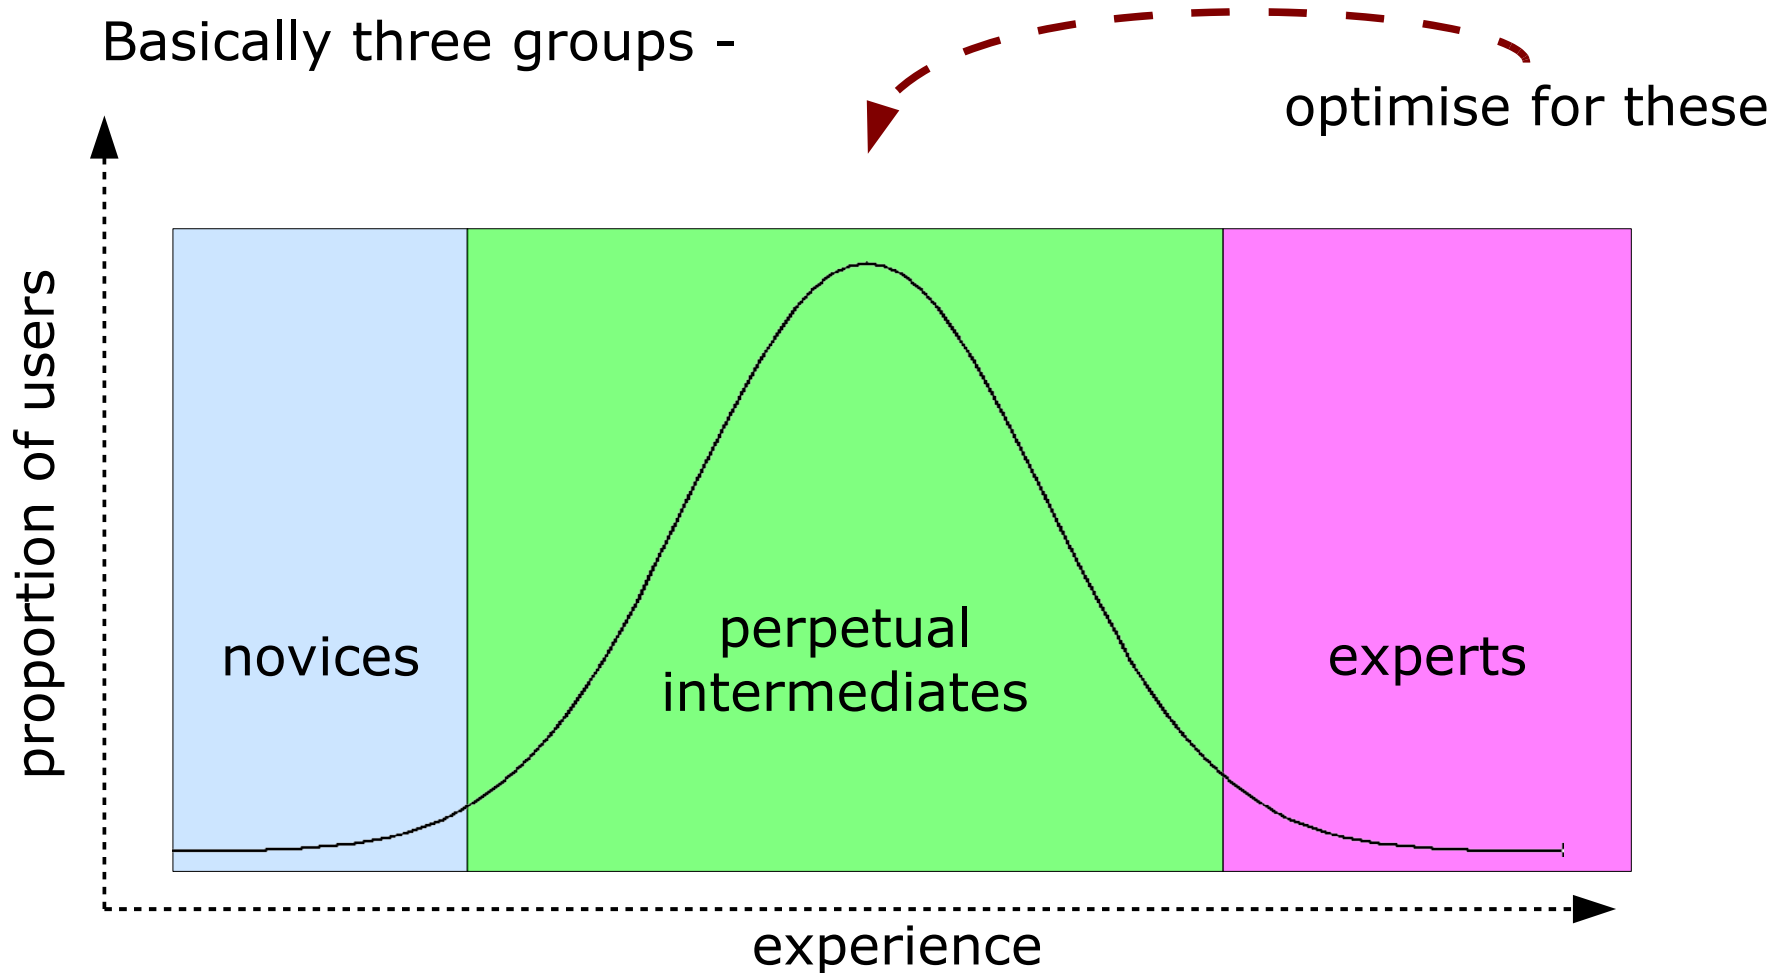 Basically three groups -
optimise for these
proportion of users
novices
perpetual
intermediates
experts
experience